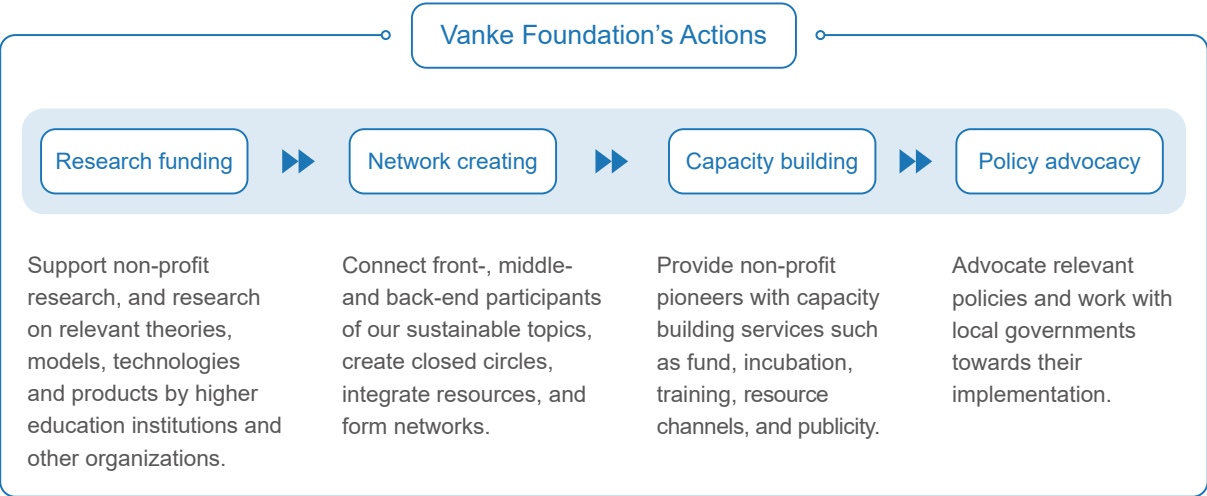 Vanke Foundation’s Actions
Research funding
Network creating
Capacity building
Policy advocacy
Support non-profit
research, and research
on relevant theories,
models, technologies
and products by higher
education institutions and
other organizations.
Connect front-, middle-
and back-end participants
of our sustainable topics,
create closed circles,
integrate resources, and
form networks.
Provide non-profit
pioneers with capacity
building services such
as fund, incubation,
training, resource
channels, and publicity.
Advocate relevant
policies and work with
local governments
towards their
implementation.